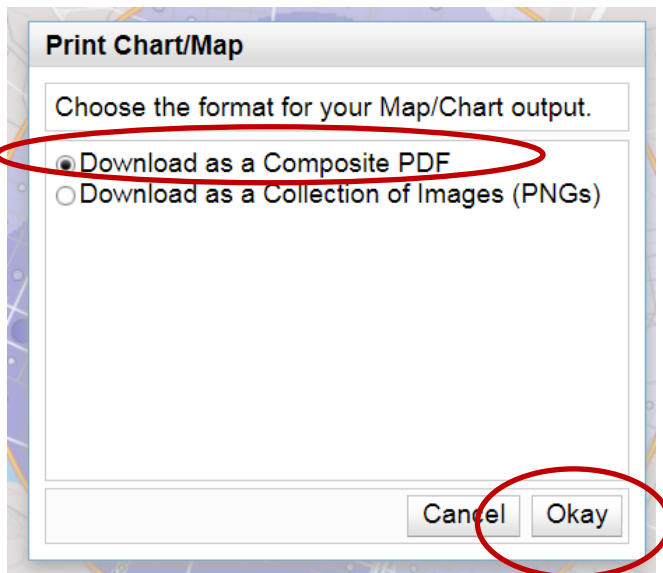 Print Chart/Map
Choose the format for your Map/Chart output.
Download as a Composite PDF
Download as a Collection of Images (PNGs)
Cancel Okay